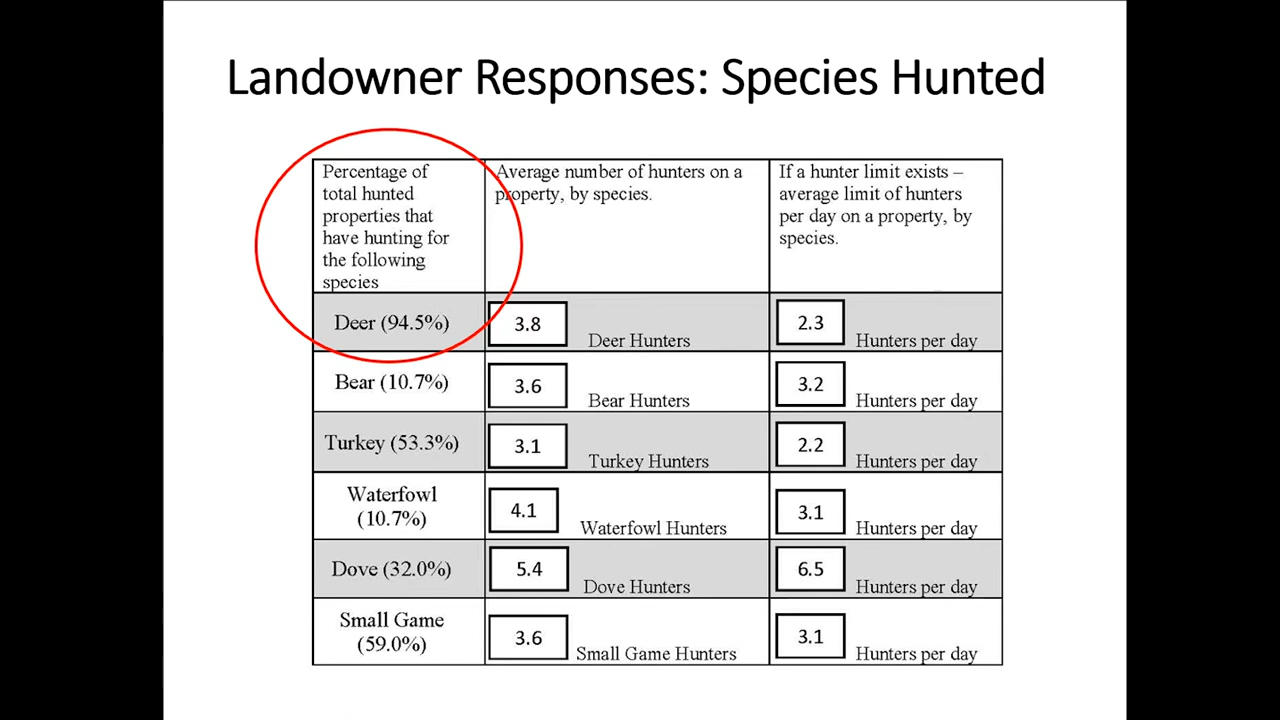 Landowner Responses: Species Hunted
Percentage of
total hunted
properties that
have hunting for
the following
species
Average number of hunters on a
property, by species.
If a hunter limit exists –
average limit of hunters
per day on a property, by
species.
Deer (94.5%)
3.8
Deer Hunters
2.3
Hunters per day
Bear (10.7%)
3.6
Bear Hunters
3.2
Hunters per day
Turkey (53.3%)
3.1
Turkey Hunters
2.2
Hunters per day
Waterfowl
(10.7%)
4.1
Waterfowl Hunters
3.1
Hunters per day
Dove (32.0%)
5.4
Dove Hunters
6.5
Hunters per day
Small Game
(59.0%)
3.6
Small Game Hunters
3.1
Hunters per day